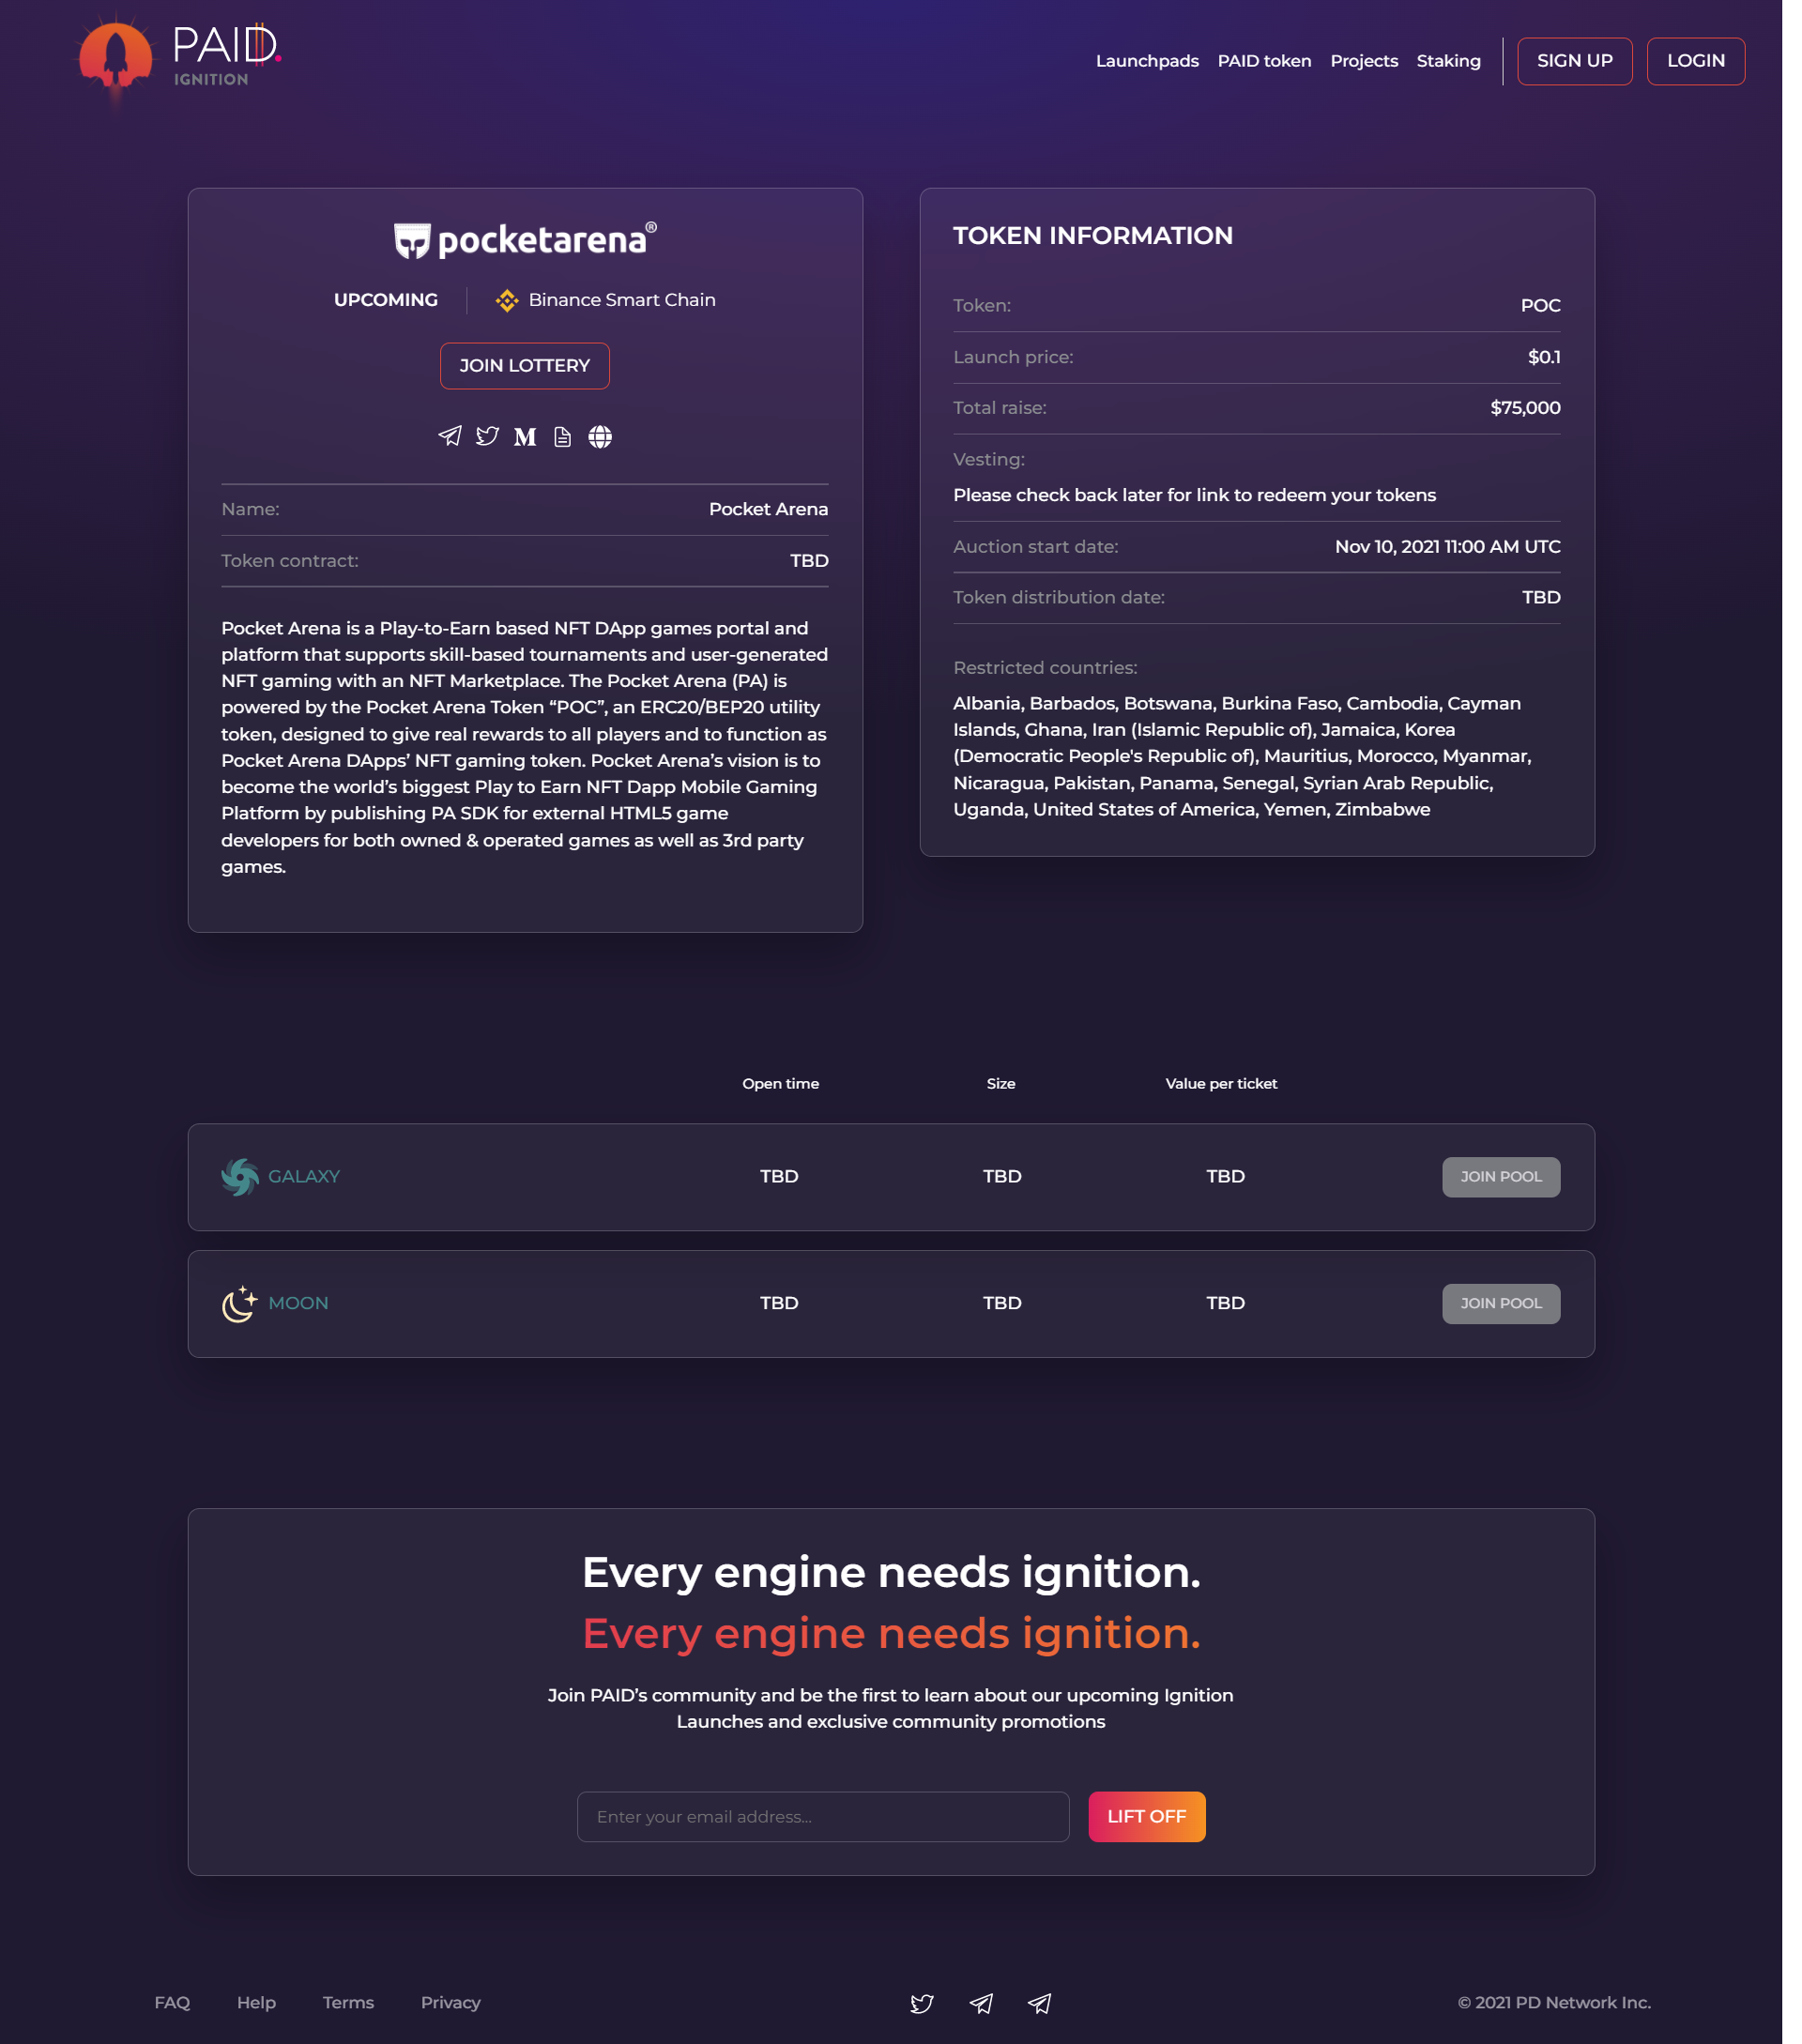 PAID.
IGNITION
Launchpads
PAID token
Projects
Staking
SIGN UP
LOGIN
pocketarena®
UPCOMING
Binance Smart Chain
JOIN LOTTERY
M
Name:
Pocket Arena
Token contract:
TBD
Pocket Arena is a Play-to-Earn based NFT DApp games portal and
platform that supports skill-based tournaments and user-generated
NFT gaming with an NFT Marketplace. The Pocket Arena (PA) is
powered by the Pocket Arena Token “POC”, an ERC20/BEP20 utility
token, designed to give real rewards to all players and to function as
Pocket Arena DApps’ NFT gaming token. Pocket Arena’s vision is to
become the world’s biggest Play to Earn NFT Dapp Mobile Gaming
Platform by publishing PA SDK for external HTML5 game
developers for both owned & operated games as well as 3rd party
games.
TOKEN INFORMATION
Token:
POC
Launch price:
$0.1
Total raise:
$75,000
Vesting:
Please check back later for link to redeem your tokens
Auction start date:
Nov 10, 2021 11:00 AM UTC
Token distribution date:
TBD
Restricted countries:
Albania, Barbados, Botswana, Burkina Faso, Cambodia, Cayman
Islands, Ghana, Iran (Islamic Republic of), Jamaica, Korea
(Democratic People's Republic of), Mauritius, Morocco, Myanmar,
Nicaragua, Pakistan, Panama, Senegal, Syrian Arab Republic,
Uganda, United States of America, Yemen, Zimbabwe
Open time
Size
Value per ticket
GALAXY
TBD
TBD
TBD
JOIN POOL
MOON
TBD
TBD
TBD
JOIN POOL
Every engine needs ignition.
Every engine needs ignition.
Join PAID’s community and be the first to learn about our upcoming Ignition
Launches and exclusive community promotions
Enter your email address...
LIFT OFF
FAQ
Help
Terms
Privacy
© 2021 PD Network Inc.